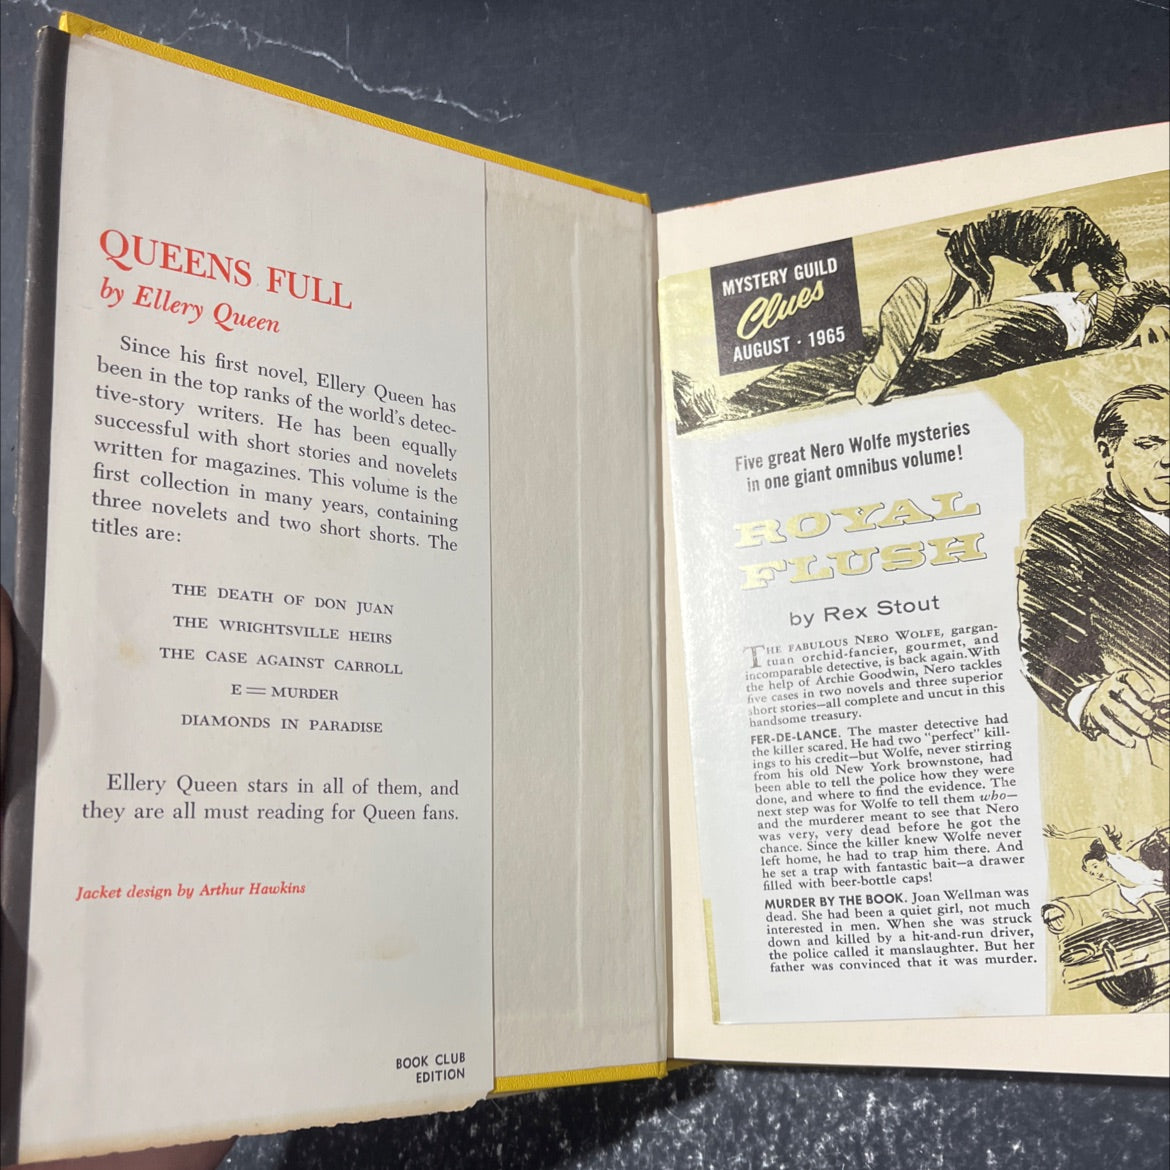 QUEENS FULL
by Ellery Queen
Since his first novel, Ellery Queen has
been in the top ranks of the world's detec-
tive-story writers. He has been equally
successful with short stories and novelets
written for magazines. This volume is the
first collection in many years, containing
three novelets and two short shorts. The
titles are:
THE DEATH OF DON JUAN
THE WRIGHTSVILLE HEIRS
THE CASE AGAINST CARROLL
E = MURDER
DIAMONDS IN PARADISE
Ellery Queen stars in all of them, and
they are all must reading for Queen fans.
Jacket design by Arthur Hawkins
BOOK CLUB
EDITION
MYSTERY GUILD
Clues
AUGUST · 1965
Five great Nero Wolfe mysteries
in one giant omnibus volume!
ROYAL
FLUSH
by Rex Stout
THE FABULOUS NERO WOLFE, gargan-
tuan orchid-fancier, gourmet, and
incomparable detective, is back again. With
the help of Archie Goodwin, Nero tackles
five cases in two novels and three superior
short stories—all complete and uncut in this
handsome treasury.
FER-DE-LANCE. The master detective had
the killer scared. He had two "perfect" kill-
ings to his credit—but Wolfe, never stirring
from his old New York brownstone, had
been able to tell the police how they were
done, and where to find the evidence. The
next step was for Wolfe to tell them who—
and the murderer meant to see that Nero
was very, very dead before he got the
chance. Since the killer knew Wolfe never
left home, he had to trap him there. And
he set a trap with fantastic bait—a drawer
filled with beer-bottle caps!
MURDER BY THE BOOK. Joan Wellman was
dead. She had been a quiet girl, not much
interested in men. When she was struck
down and killed by a hit-and-run driver,
the police called it manslaughter. But her
father was convinced that it was murder.